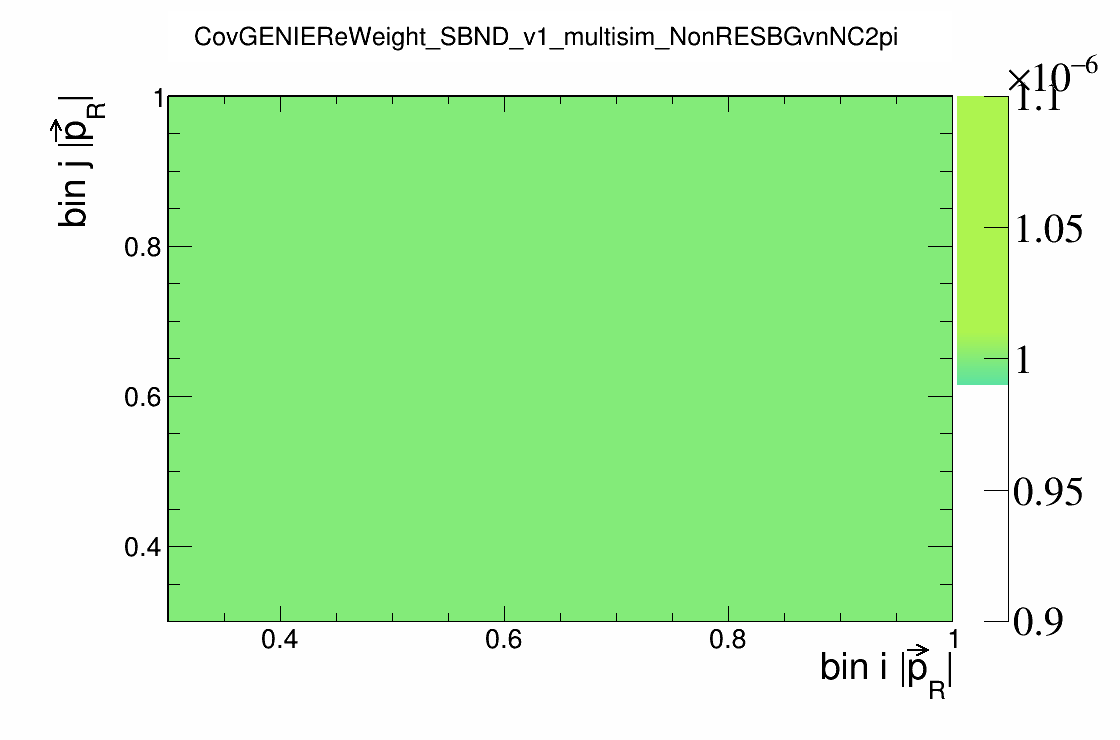 CovGENIEReWeight_SBND_v1_multisim_NonRESBGvnNC2pi
×10⁻⁶
bin j |p⃗_R|
1
0.8
0.6
0.4
0.4 0.6 0.8 1
bin i |p⃗_R|
1.1
1.05
1
0.95
0.9